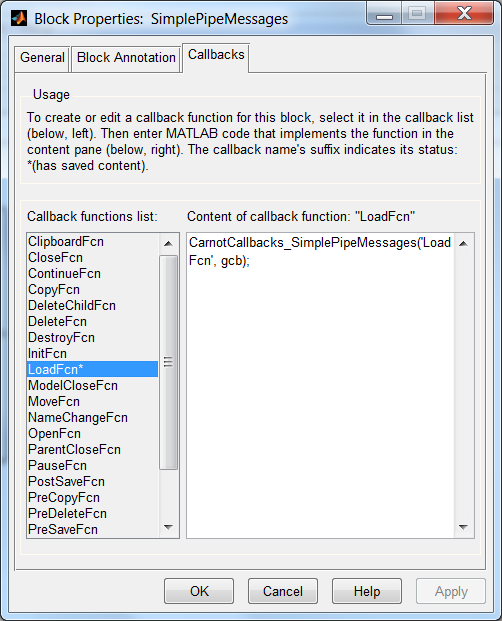 Block Properties: SimplePipeMessages
General
Block Annotation
Callbacks
Usage
To create or edit a callback function for this block, select it in the callback list
(below, left). Then enter MATLAB code that implements the function in the
content pane (below, right). The callback name's suffix indicates its status:
*(has saved content).
Callback functions list:
ClipboardFcn
CloseFcn
ContinueFcn
CopyFcn
DeleteChildFcn
DeleteFcn
DestroyFcn
InitFcn
LoadFcn*
ModelCloseFcn
MoveFcn
NameChangeFcn
OpenFcn
ParentCloseFcn
PauseFcn
PostSaveFcn
PreCopyFcn
PreDeleteFcn
PreSaveFcn
Content of callback function: "LoadFcn"
CarnotCallbacks_SimplePipeMessages('Load
Fcn', gcb);
OK
Cancel
Help
Apply